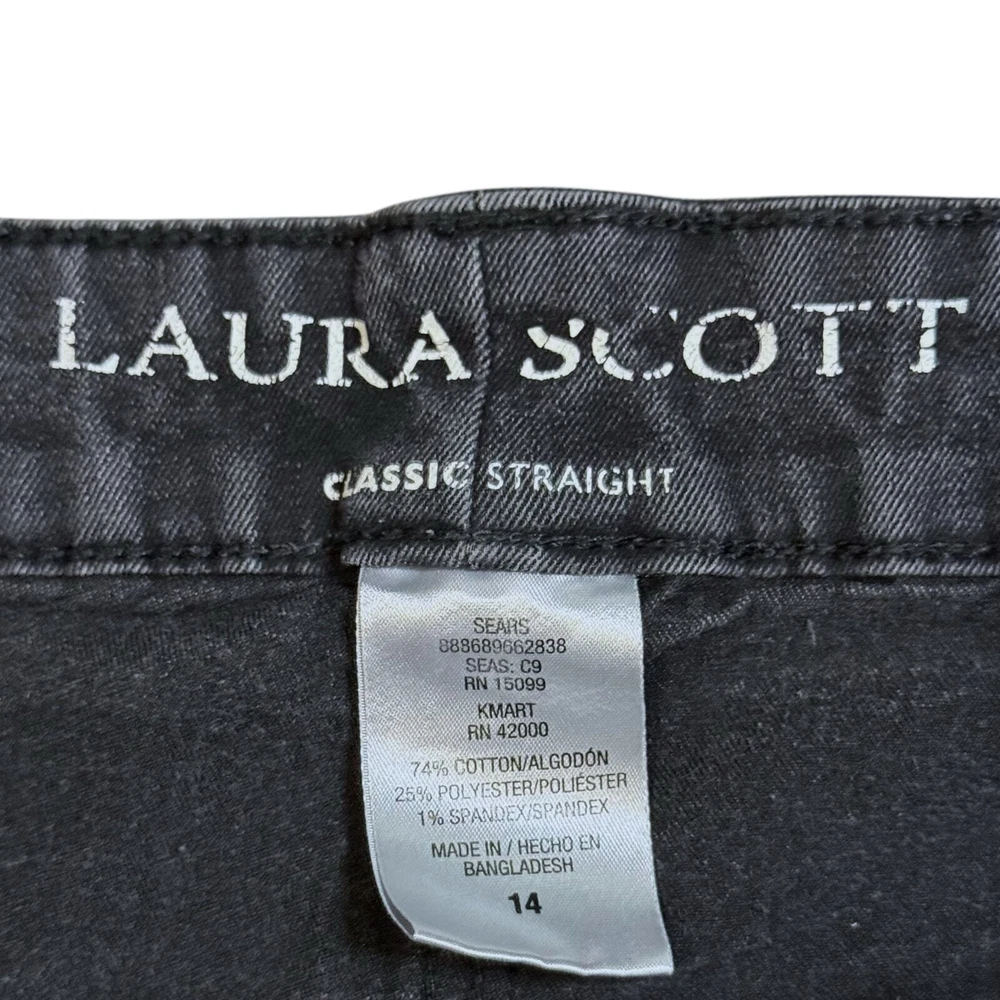 LAURA SCOTT
CLASSIC STRAIGHT
SEARS
888689662838
SEAS: C9
RN 15099
KMART
RN 42000
74% COTTON/ALGODÓN
25% POLYESTER/POLIÉSTER
1% SPANDEX/SPANDEX
MADE IN / HECHO EN
BANGLADESH
14